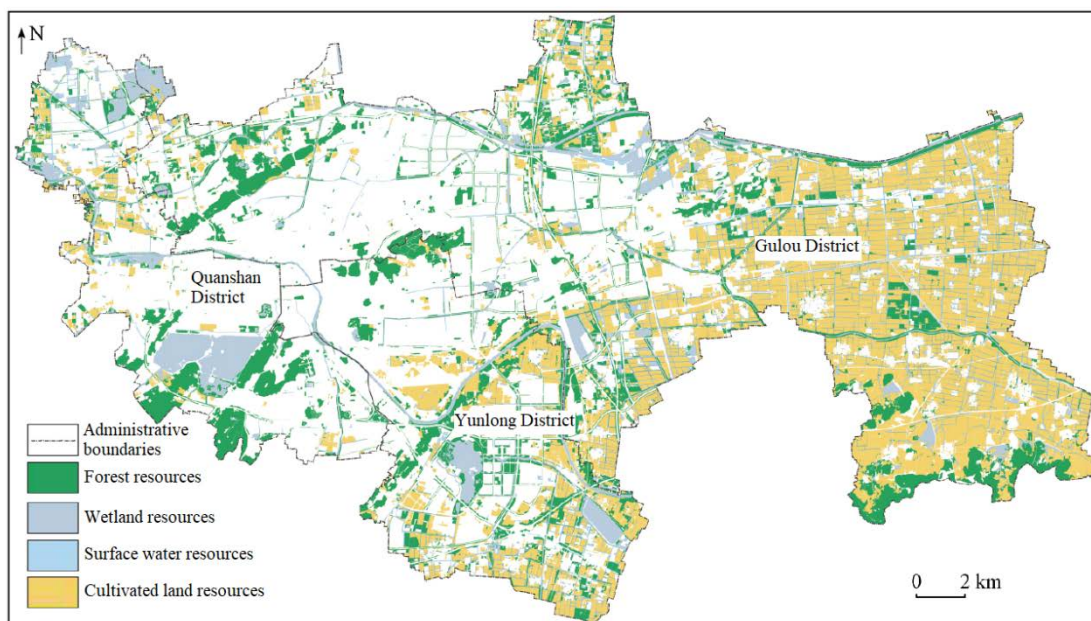 N
Gulou District
Quanshan
District
Yunlong District
Administrative
boundaries
Forest resources
Wetland resources
Surface water resources
Cultivated land resources
0 2 km